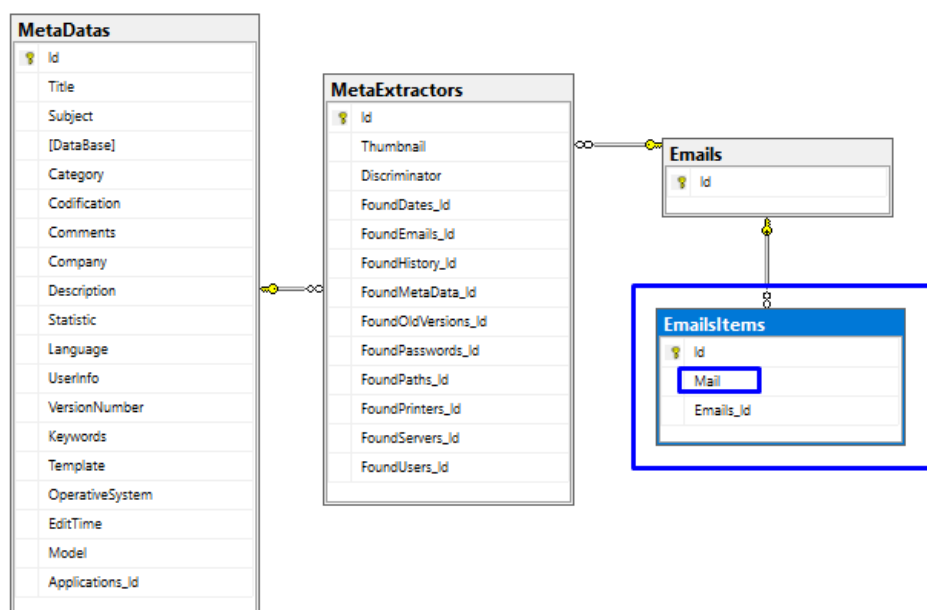 MetaDatas
Id
Title
Subject
[DataBase]
Category
Codification
Comments
Company
Description
Statistic
Language
UserInfo
VersionNumber
Keywords
Template
OperativeSystem
EditTime
Model
Applications_Id
MetaExtractors
Id
Thumbnail
Discriminator
FoundDates_Id
FoundEmails_Id
FoundHistory_Id
FoundMetaData_Id
FoundOldVersions_Id
FoundPasswords_Id
FoundPaths_Id
FoundPrinters_Id
FoundServers_Id
FoundUsers_Id
Emails
Id
EmailsItems
Id
Mail
Emails_Id